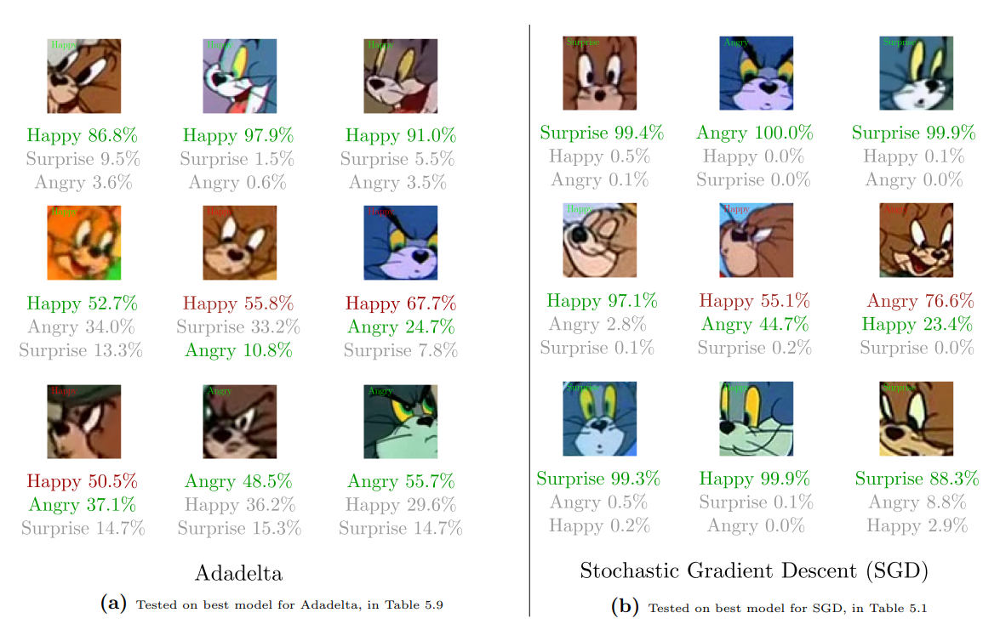 Happy Happy Happy
Happy 86.8% Happy 97.9% Happy 91.0%
Surprise 9.5% Surprise 1.5% Surprise 5.5%
Angry 3.6% Angry 0.6% Angry 3.5%
Happy Happy Happy
Happy 52.7% Happy 55.8% Happy 67.7%
Angry 34.0% Surprise 33.2% Angry 24.7%
Surprise 13.3% Angry 10.8% Surprise 7.8%
Happy Angry Angry
Happy 50.5% Angry 48.5% Angry 55.7%
Angry 37.1% Happy 36.2% Happy 29.6%
Surprise 14.7% Surprise 15.3% Surprise 14.7%
Adadelta
(a) Tested on best model for Adadelta, in Table 5.9
Surprise Angry Surprise
Surprise 99.4% Angry 100.0% Surprise 99.9%
Happy 0.5% Happy 0.0% Happy 0.1%
Angry 0.1% Surprise 0.0% Angry 0.0%
Happy Happy Angry
Happy 97.1% Happy 55.1% Angry 76.6%
Angry 2.8% Angry 44.7% Happy 23.4%
Surprise 0.1% Surprise 0.2% Surprise 0.0%
Surprise Happy Surprise
Surprise 99.3% Happy 99.9% Surprise 88.3%
Angry 0.5% Surprise 0.1% Angry 8.8%
Happy 0.2% Angry 0.0% Happy 2.9%
Stochastic Gradient Descent (SGD)
(b) Tested on best model for SGD, in Table 5.1